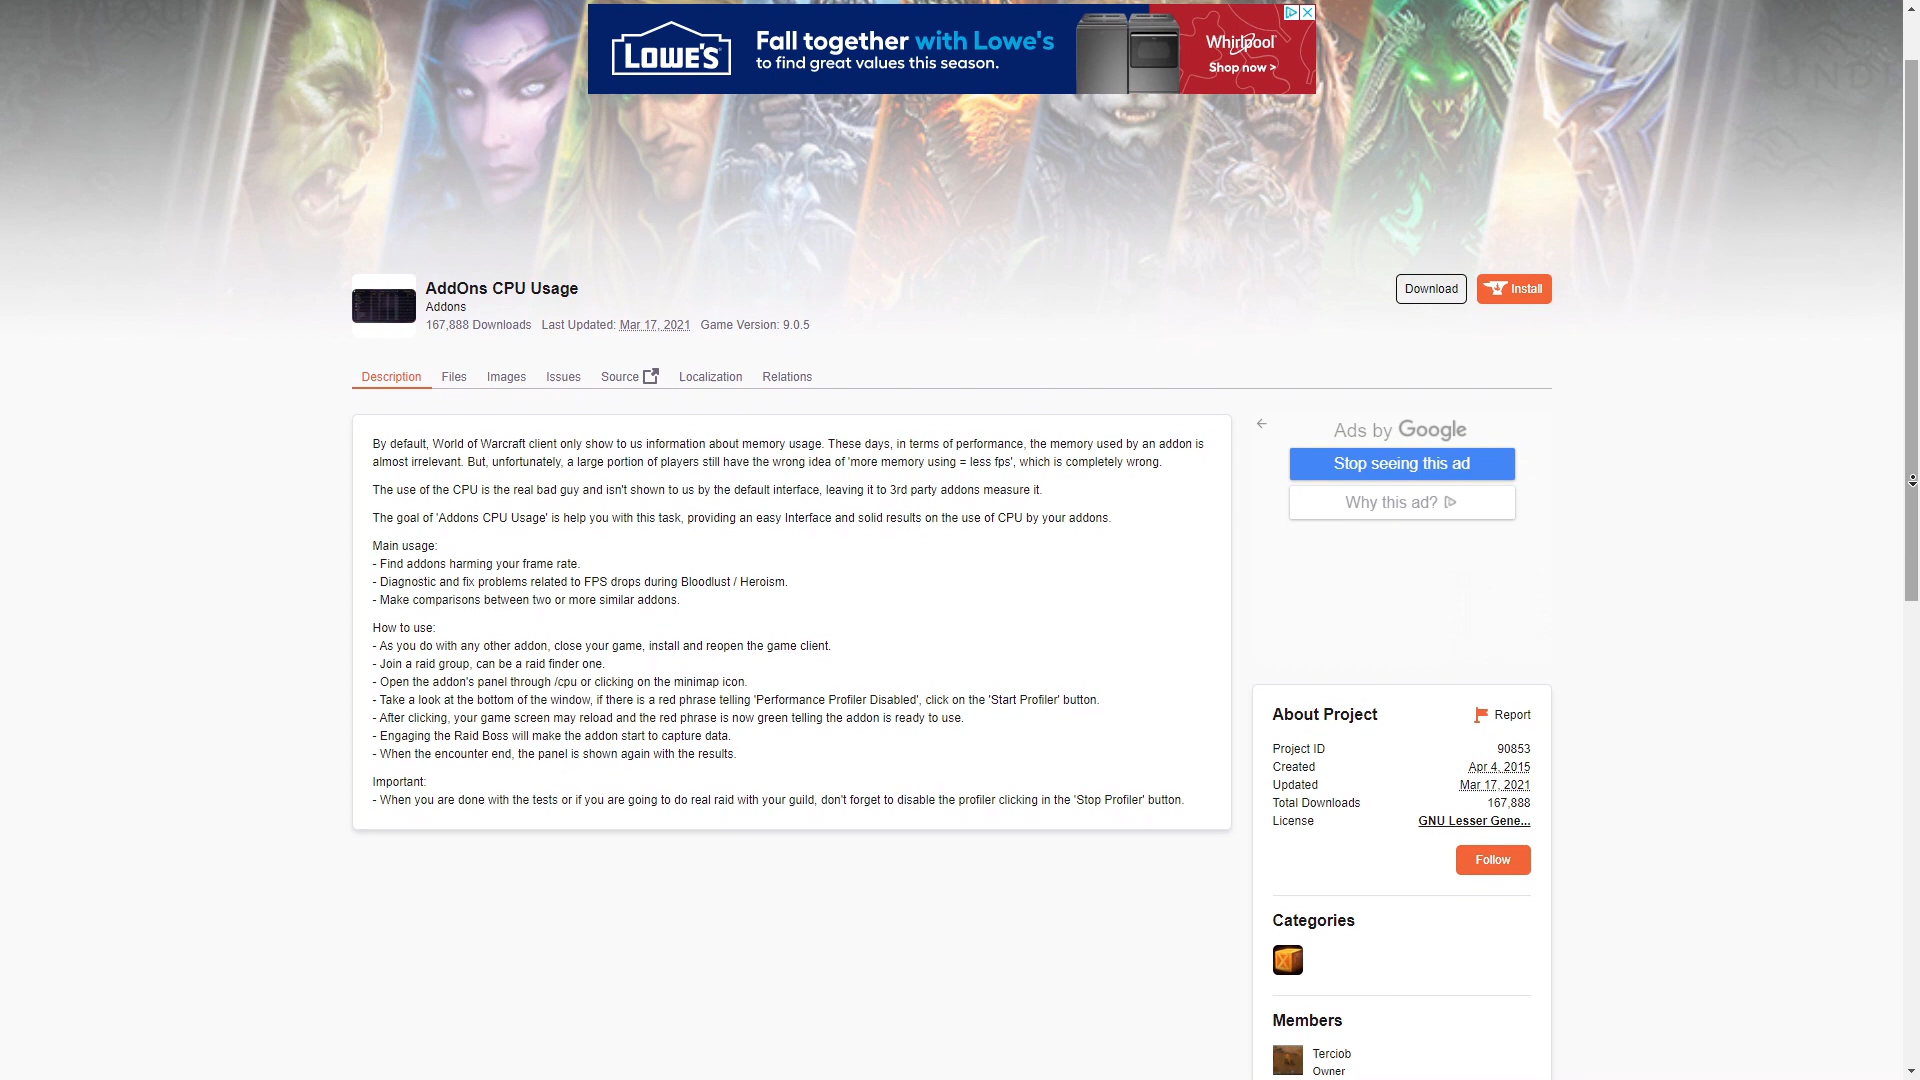 LOWE'S
Fall together with Lowe's
to find great values this season.
Whirlpool
Shop now >
AddOns CPU Usage
Addons
167,888 Downloads Last Updated: Mar 17, 2021 Game Version: 9.0.5
Download
Install
Description Files Images Issues Source Localization Relations
By default, World of Warcraft client only show to us information about memory usage. These days, in terms of performance, the memory used by an addon is
almost irrelevant. But, unfortunately, a large portion of players still have the wrong idea of 'more memory using = less fps', which is completely wrong.
The use of the CPU is the real bad guy and isn't shown to us by the default interface, leaving it to 3rd party addons measure it.
The goal of 'Addons CPU Usage' is help you with this task, providing an easy Interface and solid results on the use of CPU by your addons.
Main usage:
- Find addons harming your frame rate.
- Diagnostic and fix problems related to FPS drops during Bloodlust / Heroism.
- Make comparisons between two or more similar addons.
How to use:
- As you do with any other addon, close your game, install and reopen the game client.
- Join a raid group, can be a raid finder one.
- Open the addon's panel through /cpu or clicking on the minimap icon.
- Take a look at the bottom of the window, if there is a red phrase telling 'Performance Profiler Disabled', click on the 'Start Profiler' button.
- After clicking, your game screen may reload and the red phrase is now green telling the addon is ready to use.
- Engaging the Raid Boss will make the addon start to capture data.
- When the encounter end, the panel is shown again with the results.
Important:
- When you are done with the tests or if you are going to do real raid with your guild, don't forget to disable the profiler clicking in the 'Stop Profiler' button.
Ads by Google
Stop seeing this ad
Why this ad?
About Project
Report
Project ID 90853
Created Apr 4, 2015
Updated Mar 17, 2021
Total Downloads 167,888
License GNU Lesser Gene...
Follow
Categories
Members
Terciob
Owner